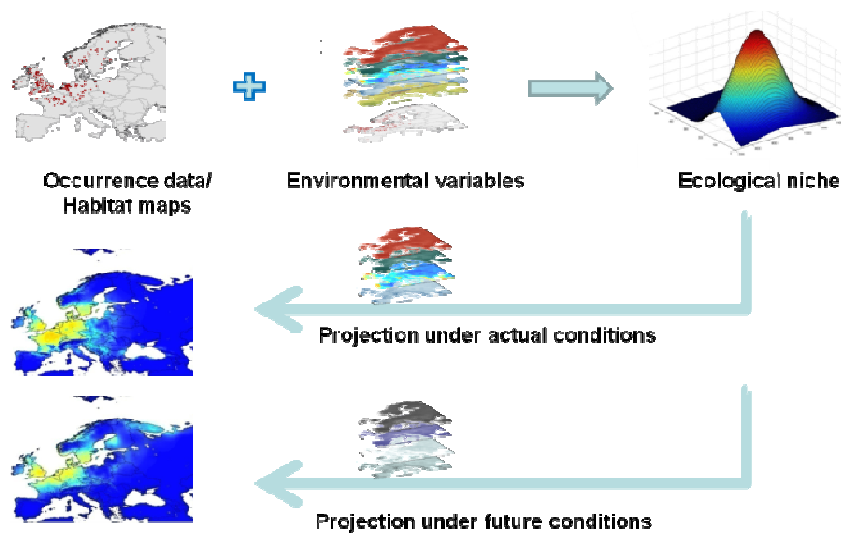 Occurrence data/
Habitat maps
Environmental variables
Ecological niche
Projection under actual conditions
Projection under future conditions